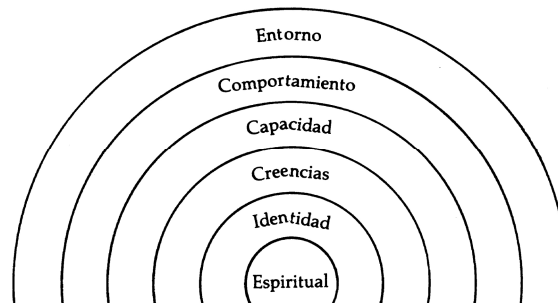 Entorno
Comportamiento
Capacidad
Creencias
Identidad
Espiritual